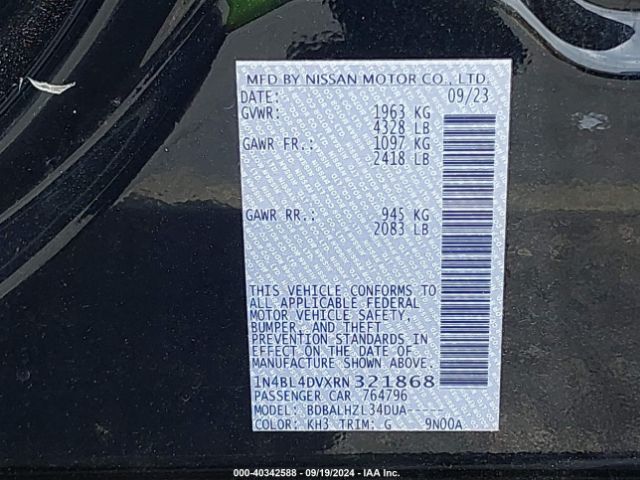 MFD BY NISSAN MOTOR CO., LTD.
DATE: 09/23
GVWR: 1963 KG
4328 LB
GAWR FR.: 1097 KG
2418 LB
GAWR RR.: 945 KG
2083 LB
THIS VEHICLE CONFORMS TO
ALL APPLICABLE FEDERAL
MOTOR VEHICLE SAFETY,
BUMPER, AND THEFT
PREVENTION STANDARDS IN
EFFECT ON THE DATE OF
MANUFACTURE SHOWN ABOVE.
1N4BL4DVXRN321868
PASSENGER CAR 764796
MODEL: BDBALHZL34DUA-----
COLOR: KH3 TRIM: G 9N00A
000-40342588 - 09/19/2024 - IAA Inc.